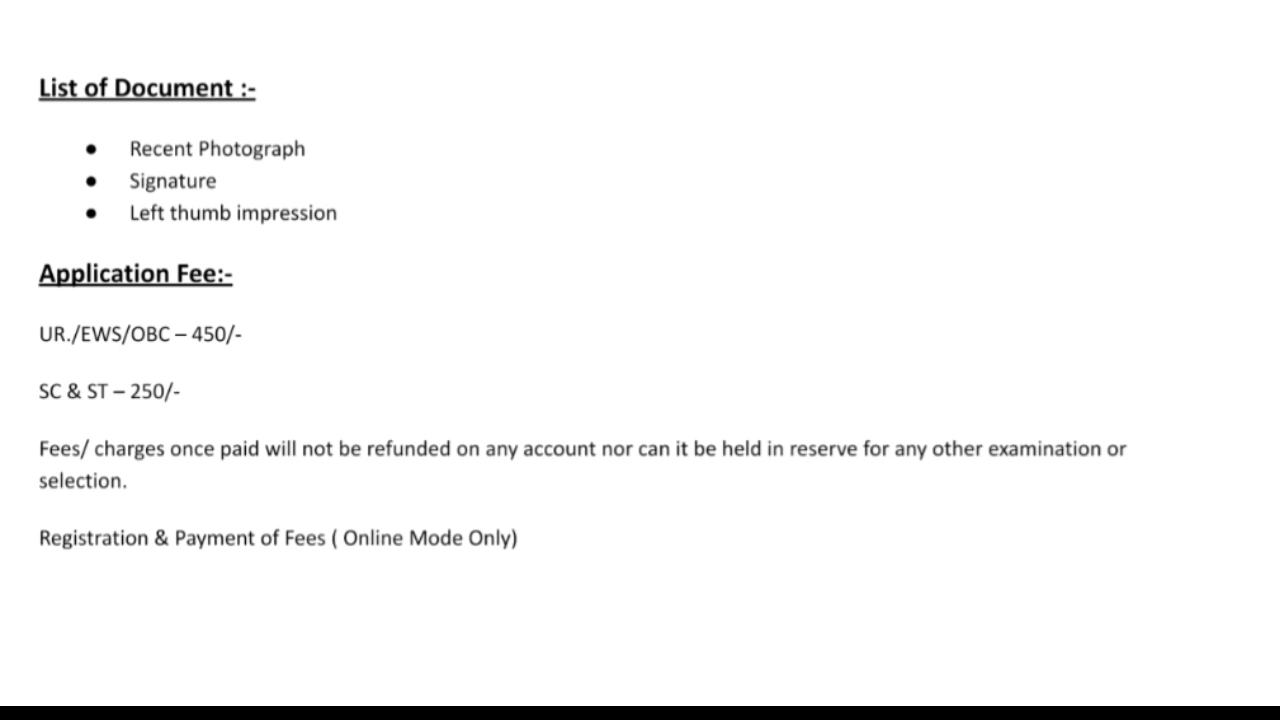 List of Document :-
● Recent Photograph
● Signature
● Left thumb impression
Application Fee:-
UR./EWS/OBC – 450/-
SC & ST – 250/-
Fees/ charges once paid will not be refunded on any account nor can it be held in reserve for any other examination or
selection.
Registration & Payment of Fees ( Online Mode Only)